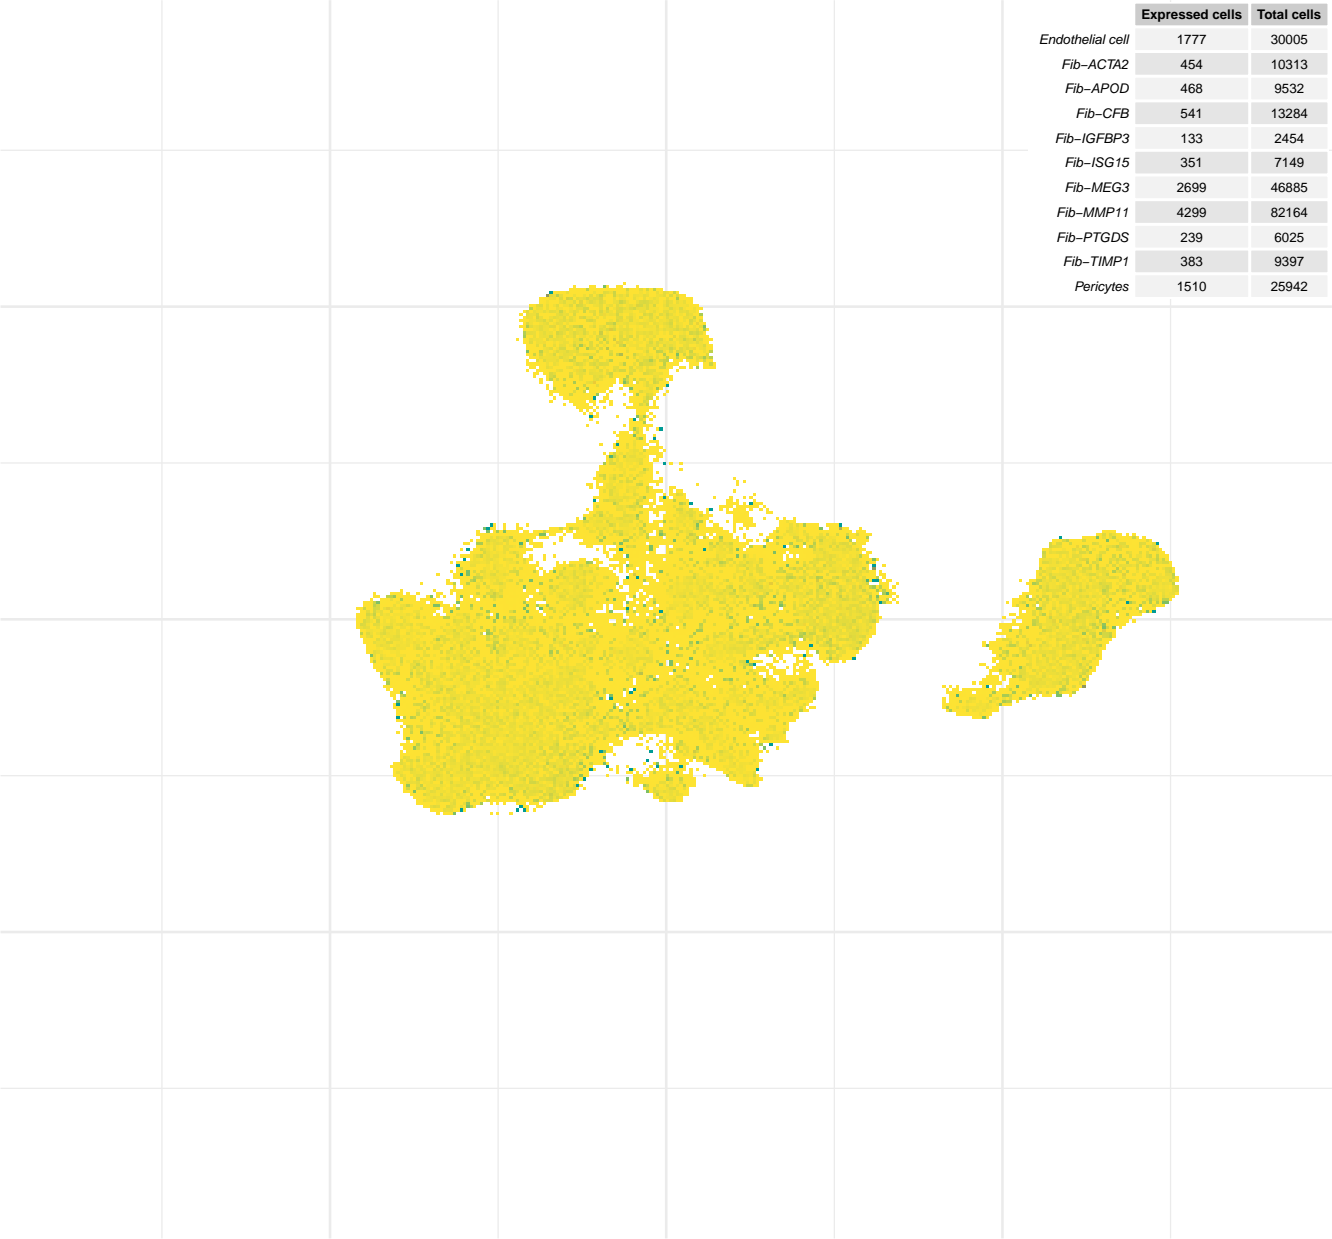 Expressed cells Total cells
Endothelial cell 1777 30005
Fib−ACTA2 454 10313
Fib−APOD 468 9532
Fib−CFB 541 13284
Fib−IGFBP3 133 2454
Fib−ISG15 351 7149
Fib−MEG3 2699 46885
Fib−MMP11 4299 82164
Fib−PTGDS 239 6025
Fib−TIMP1 383 9397
Pericytes 1510 25942